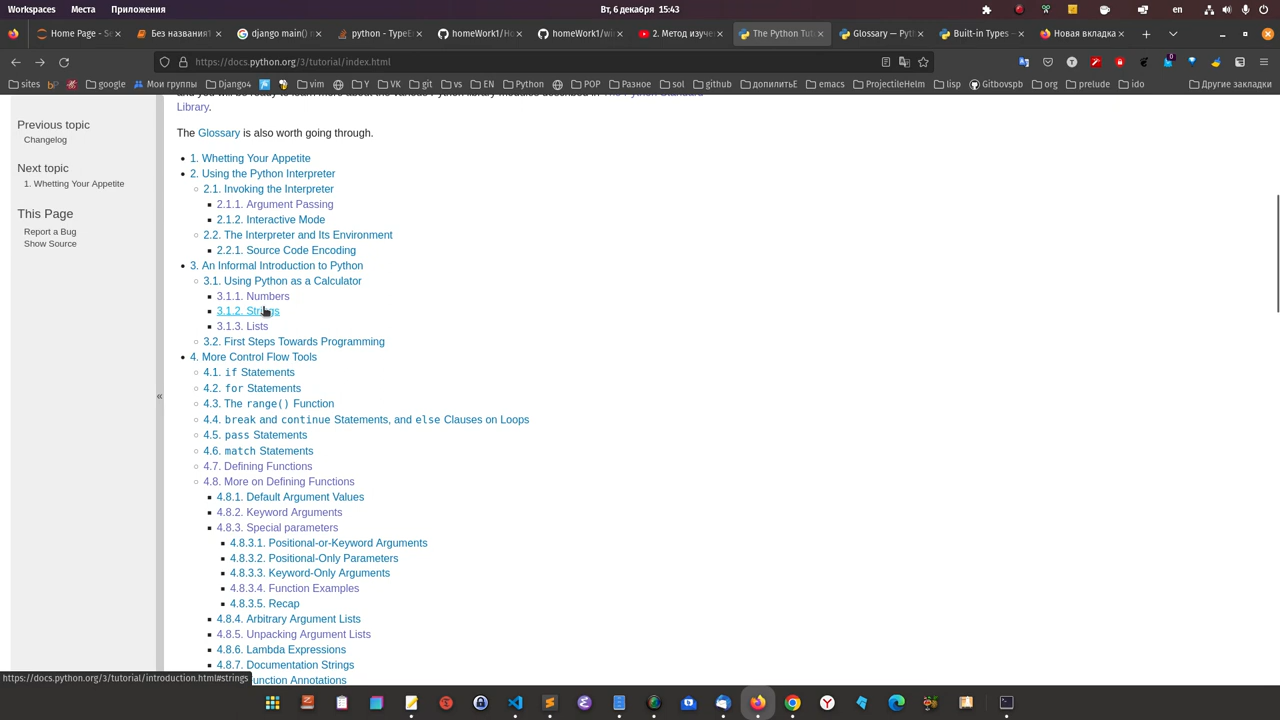 Workspaces Места Приложения Вт, 6 декабря 15:43 en
Home Page - Se Без названия1 django main() r python - TypeE homeWork1/Ho homeWork1/wi 2. Метод изуче The Python Tuto Glossary — Pyt Built-in Types — Новая вкладка
https://docs.python.org/3/tutorial/index.html
sites google Мои группы Django4 vim Y VK git vs EN Python POP Разное sol github допилитьЕ emacs ProjectileHelm lisp Gitbovspb org prelude ido Другие закладки
Library.
The Glossary is also worth going through.
Previous topic
Changelog
Next topic
1. Whetting Your Appetite
This Page
Report a Bug
Show Source
«
1. Whetting Your Appetite
2. Using the Python Interpreter
2.1. Invoking the Interpreter
2.1.1. Argument Passing
2.1.2. Interactive Mode
2.2. The Interpreter and Its Environment
2.2.1. Source Code Encoding
3. An Informal Introduction to Python
3.1. Using Python as a Calculator
3.1.1. Numbers
3.1.2. Strings
3.1.3. Lists
3.2. First Steps Towards Programming
4. More Control Flow Tools
4.1. if Statements
4.2. for Statements
4.3. The range() Function
4.4. break and continue Statements, and else Clauses on Loops
4.5. pass Statements
4.6. match Statements
4.7. Defining Functions
4.8. More on Defining Functions
4.8.1. Default Argument Values
4.8.2. Keyword Arguments
4.8.3. Special parameters
4.8.3.1. Positional-or-Keyword Arguments
4.8.3.2. Positional-Only Parameters
4.8.3.3. Keyword-Only Arguments
4.8.3.4. Function Examples
4.8.3.5. Recap
4.8.4. Arbitrary Argument Lists
4.8.5. Unpacking Argument Lists
4.8.6. Lambda Expressions
4.8.7. Documentation Strings
unction Annotations
https://docs.python.org/3/tutorial/introduction.html#strings